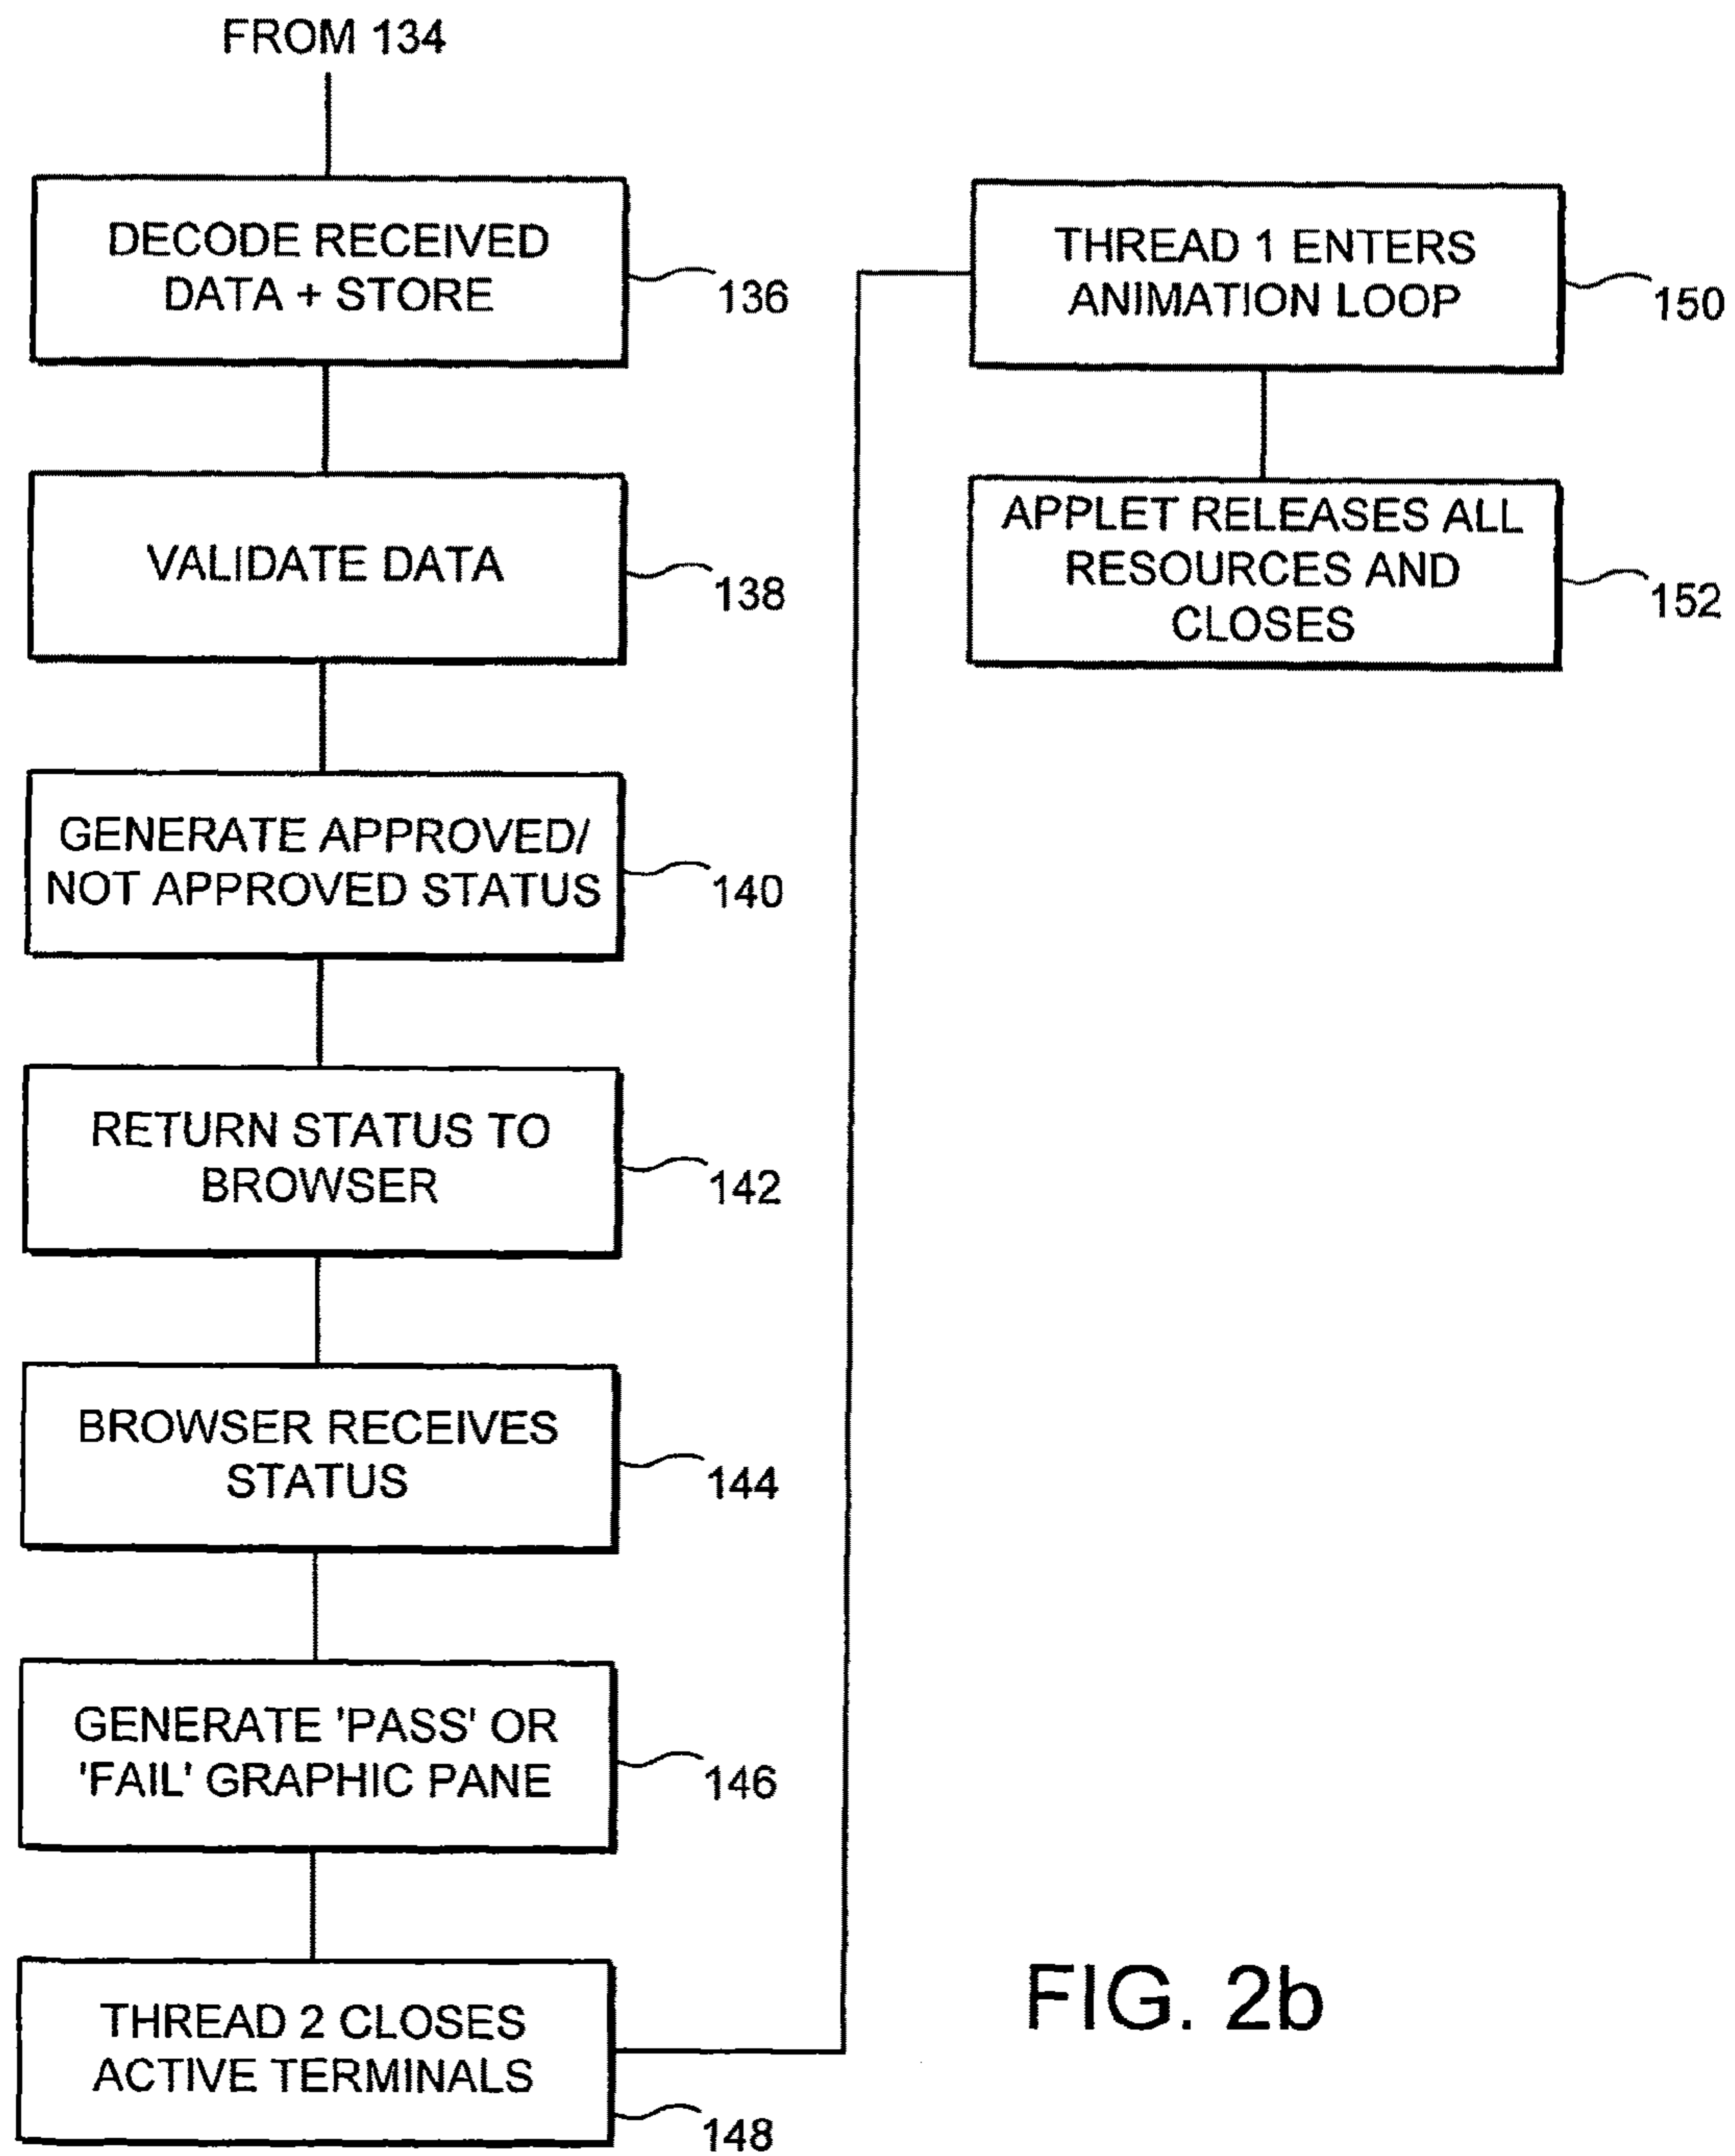 FROM 134
DECODE RECEIVED
DATA + STORE
136
VALIDATE DATA
138
GENERATE APPROVED/
NOT APPROVED STATUS
140
RETURN STATUS TO
BROWSER
142
BROWSER RECEIVES
STATUS
144
GENERATE 'PASS' OR
'FAIL' GRAPHIC PANE
146
THREAD 2 CLOSES
ACTIVE TERMINALS
148
THREAD 1 ENTERS
ANIMATION LOOP
150
APPLET RELEASES ALL
RESOURCES AND
CLOSES
152
FIG. 2b